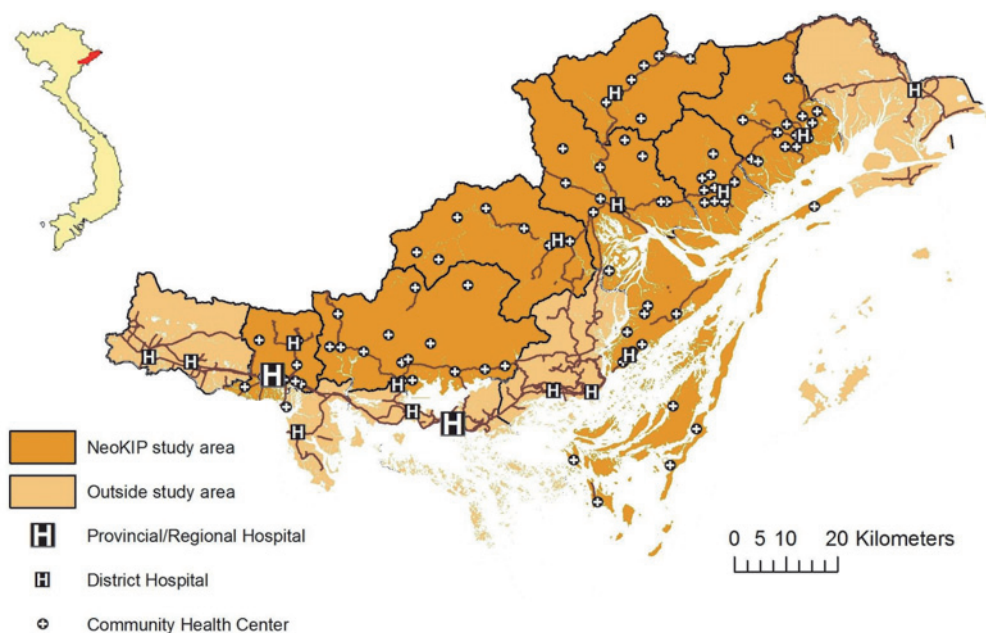 NeoKIP study area
Outside study area
H Provincial/Regional Hospital
H District Hospital
Community Health Center
0 5 10 20 Kilometers